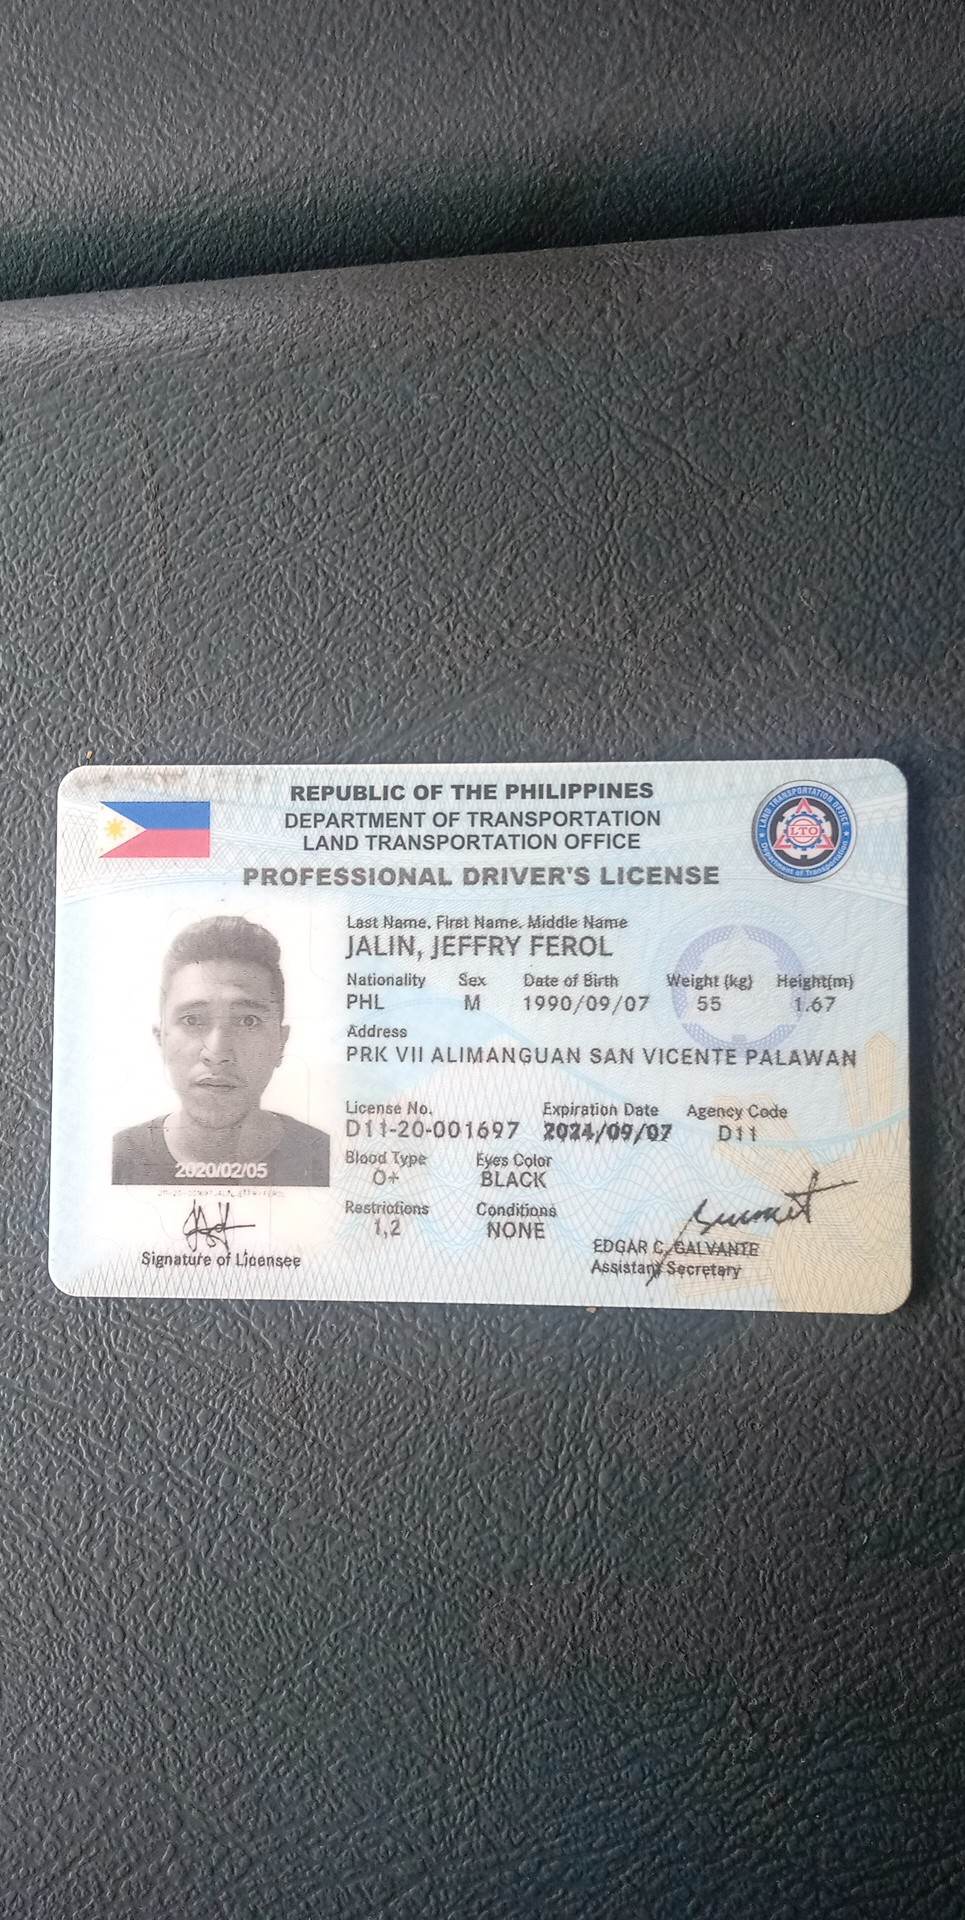 REPUBLIC OF THE PHILIPPINES
DEPARTMENT OF TRANSPORTATION
LAND TRANSPORTATION OFFICE
PROFESSIONAL DRIVER'S LICENSE
LAND TRANSPORTATION OFFICE
LTO
Department of Transportation
Last Name, First Name, Middle Name
JALIN, JEFFRY FEROL
Nationality Sex Date of Birth Weight (kg) Height(m)
PHL M 1990/09/07 55 1.67
Address
PRK VII ALIMANGUAN SAN VICENTE PALAWAN
License No. Expiration Date Agency Code
D11-20-001697 2024/09/07 D11
Blood Type Eyes Color
O+ BLACK
Restrictions Conditions
1,2 NONE
2020/02/05
Signature of Licensee
EDGAR C. GALVANTE
Assistant Secretary